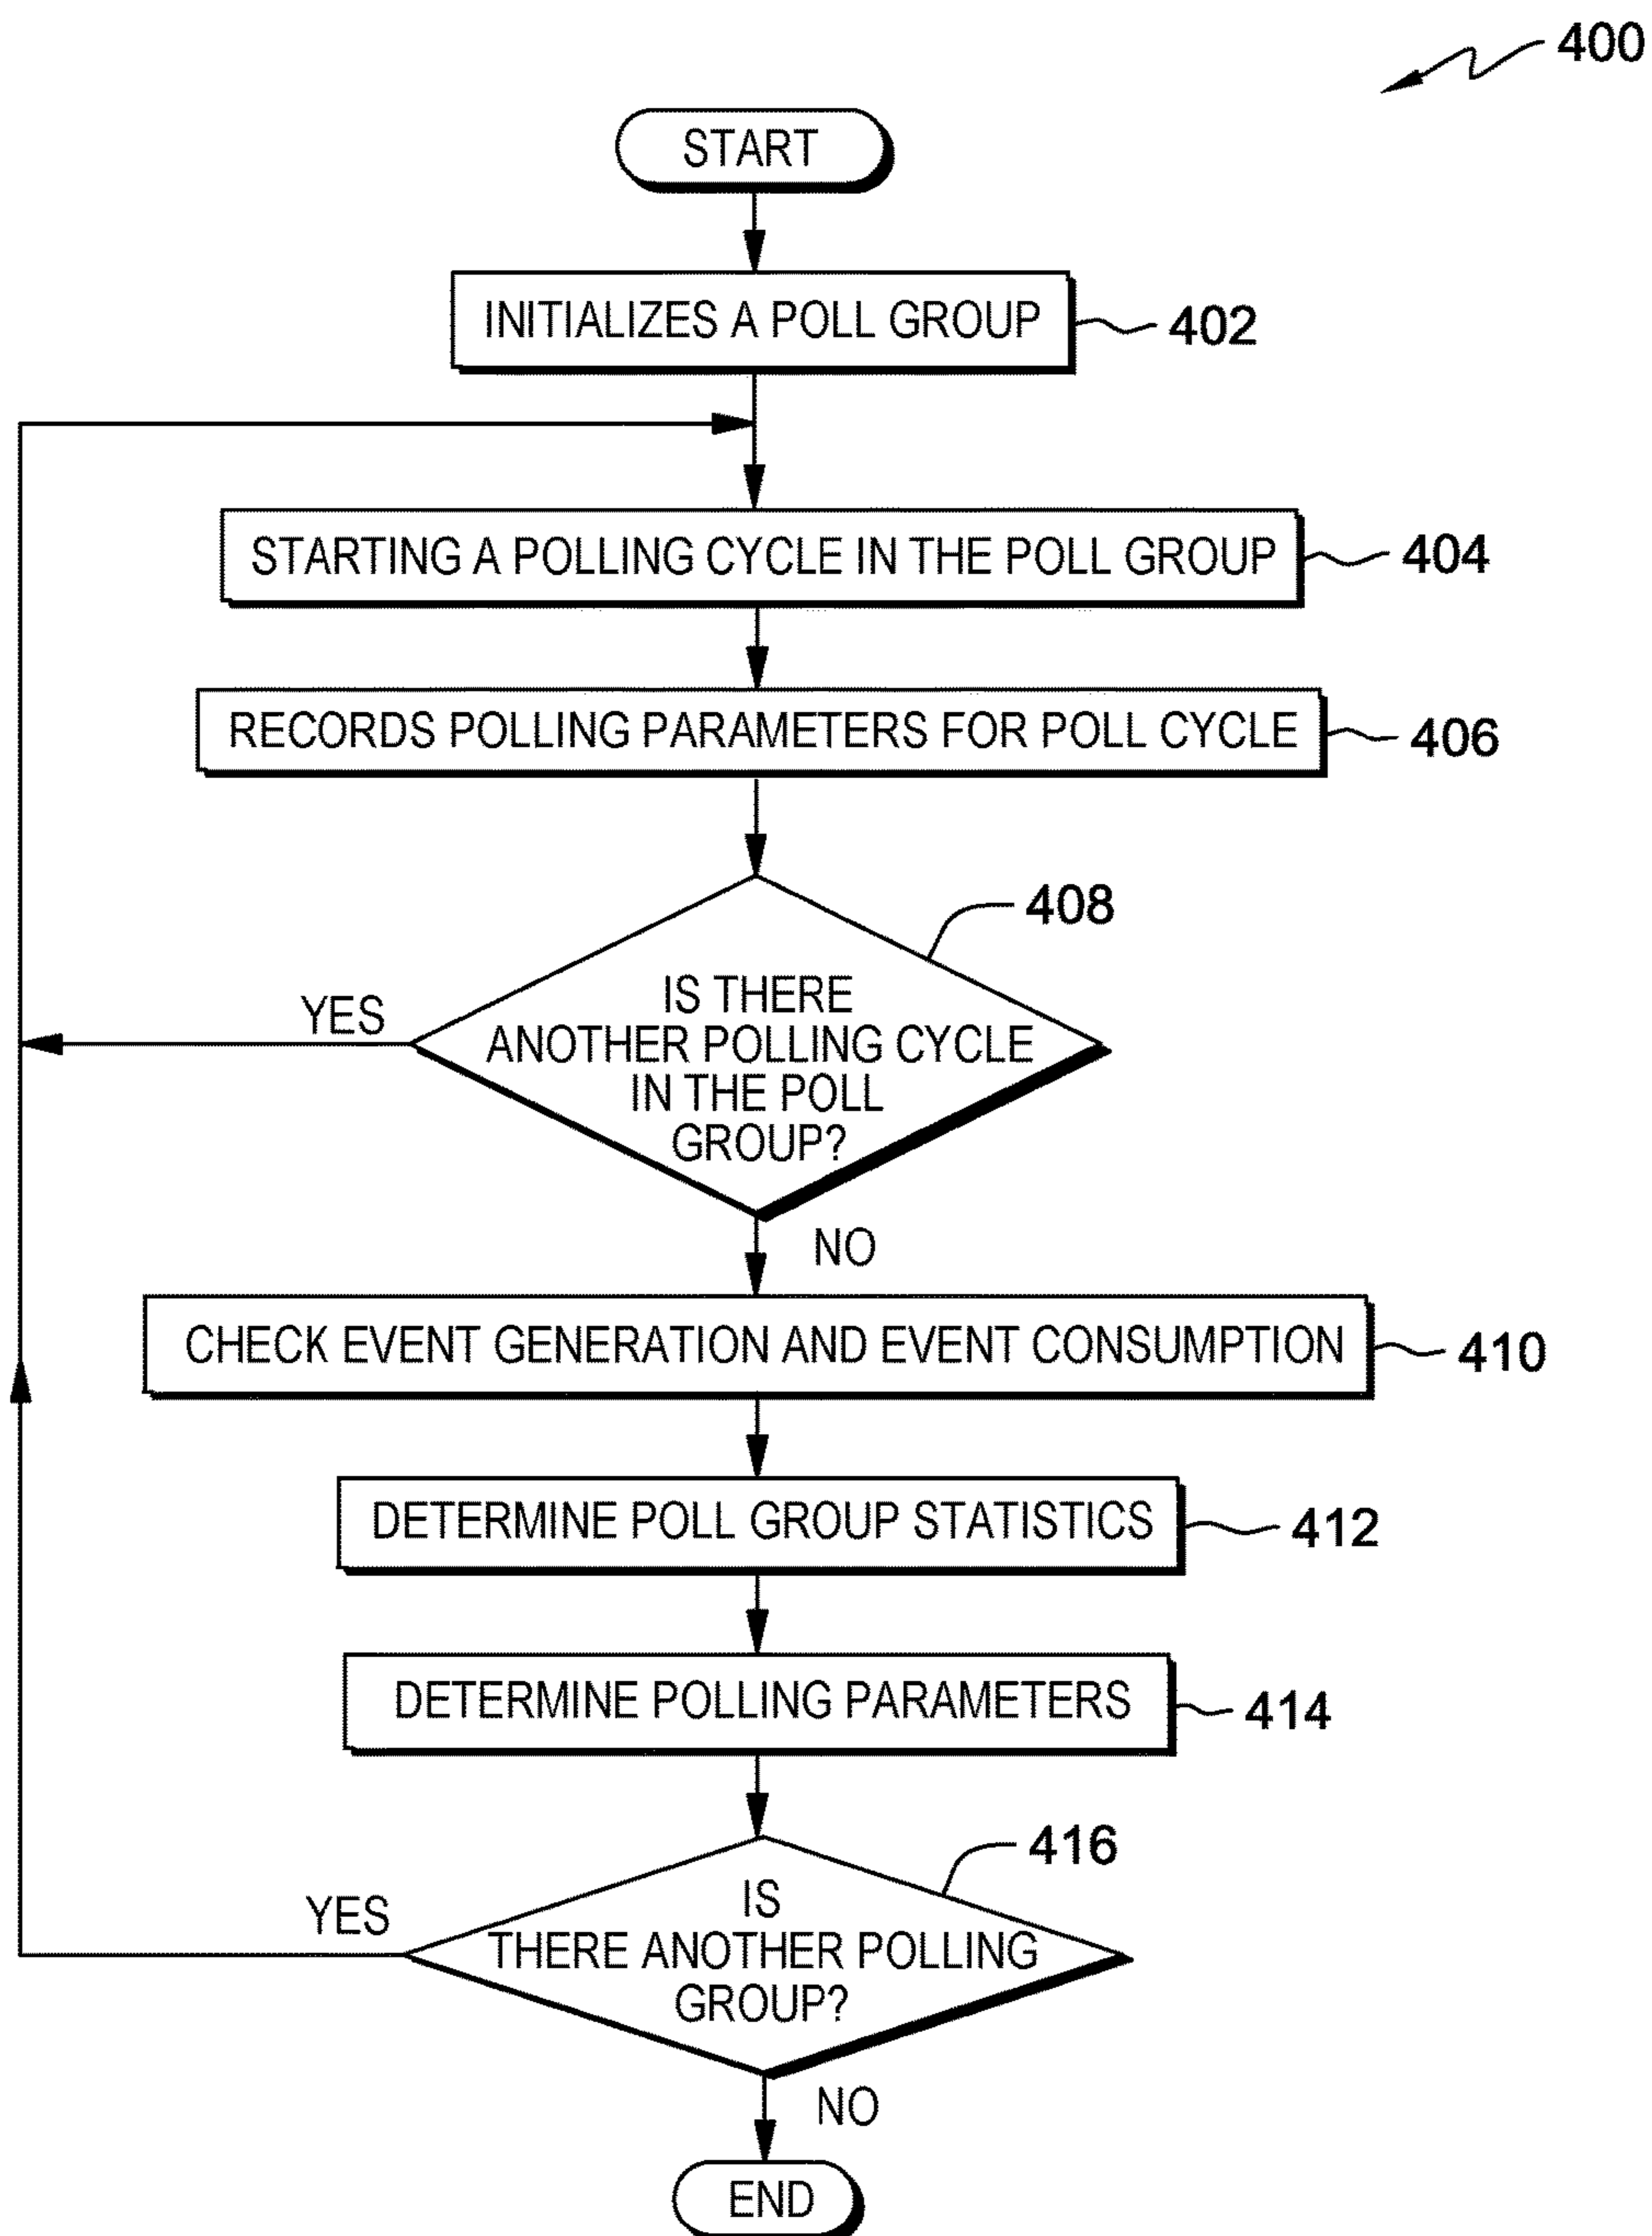 400
START
INITIALIZES A POLL GROUP
402
STARTING A POLLING CYCLE IN THE POLL GROUP
404
RECORDS POLLING PARAMETERS FOR POLL CYCLE
406
408
IS THERE
ANOTHER POLLING CYCLE
IN THE POLL
GROUP?
YES
NO
CHECK EVENT GENERATION AND EVENT CONSUMPTION
410
DETERMINE POLL GROUP STATISTICS
412
DETERMINE POLLING PARAMETERS
414
416
IS
THERE ANOTHER POLLING
GROUP?
YES
NO
END